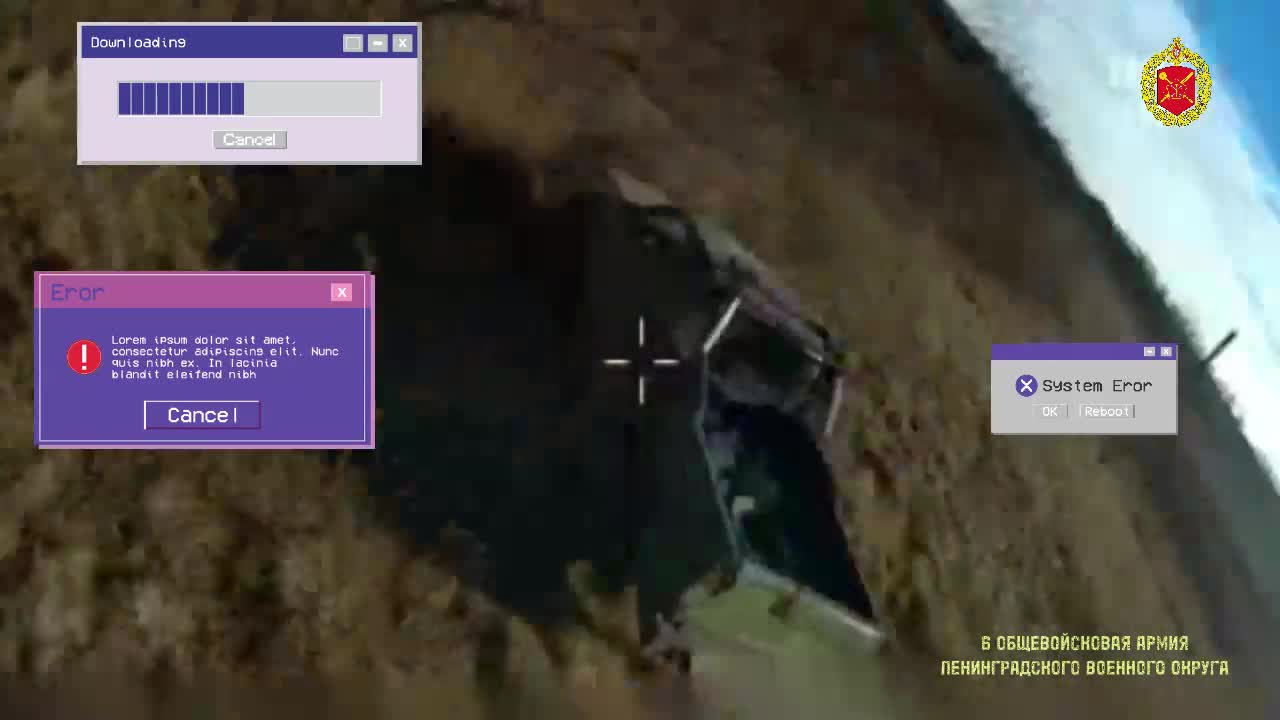 Downloading
Cancel
Eror
Lorem ipsum dolor sit amet,
consectetur adipiscing elit. Nunc
quis nibh ex. In lacinia
blandit eleifend nibh
Cancel
System Eror
OK
Reboot
6 ОБЩЕВОЙСКОВАЯ АРМИЯ
ЛЕНИНГРАДСКОГО ВОЕННОГО ОКРУГА